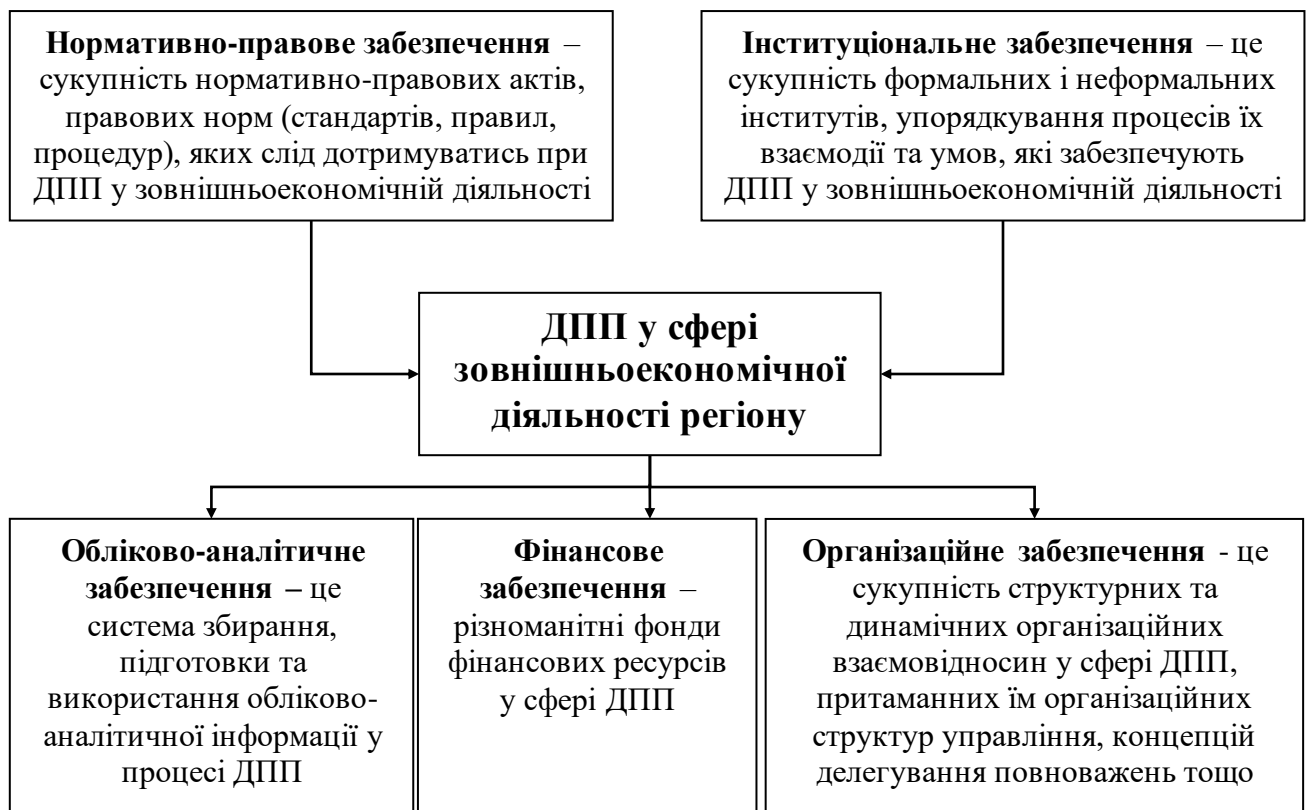 Нормативно-правове забезпечення –
сукупність нормативно-правових актів,
правових норм (стандартів, правил,
процедур), яких слід дотримуватись при
ДПП у зовнішньоекономічній діяльності
Інституціональне забезпечення – це
сукупність формальних і неформальних
інститутів, упорядкування процесів їх
взаємодії та умов, які забезпечують
ДПП у зовнішньоекономічній діяльності
ДПП у сфері
зовнішньоекономічної
діяльності регіону
Обліково-аналітичне
забезпечення – це
система збирання,
підготовки та
використання обліково-
аналітичної інформації у
процесі ДПП
Фінансове
забезпечення –
різноманітні фонди
фінансових ресурсів
у сфері ДПП
Організаційне забезпечення - це
сукупність структурних та
динамічних організаційних
взаємовідносин у сфері ДПП,
притаманних їм організаційних
структур управління, концепцій
делегування повноважень тощо